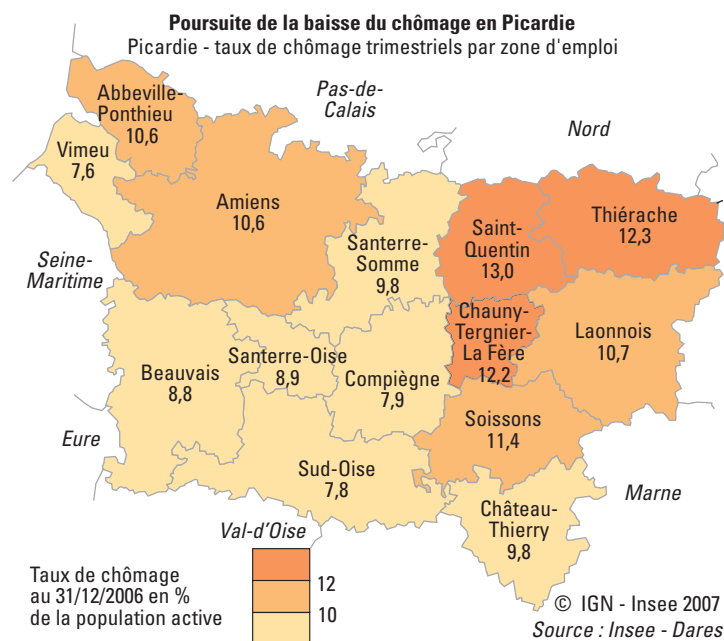 Poursuite de la baisse du chômage en Picardie
Picardie - taux de chômage trimestriels par zone d'emploi
Abbeville-
Ponthieu
10,6
Pas-de-
Calais
Nord
Vimeu
7,6
Amiens
10,6
Saint-
Quentin
13,0
Thiérache
12,3
Seine-
Maritime
Santerre-
Somme
9,8
Chauny-
Tergnier-
La Fère
12,2
Laonnois
10,7
Beauvais
8,8
Santerre-Oise
8,9
Compiègne
7,9
Soissons
11,4
Eure
Sud-Oise
7,8
Château-
Thierry
9,8
Marne
Val-d'Oise
Taux de chômage
au 31/12/2006 en %
de la population active
12
10
© IGN - Insee 2007
Source : Insee - Dares